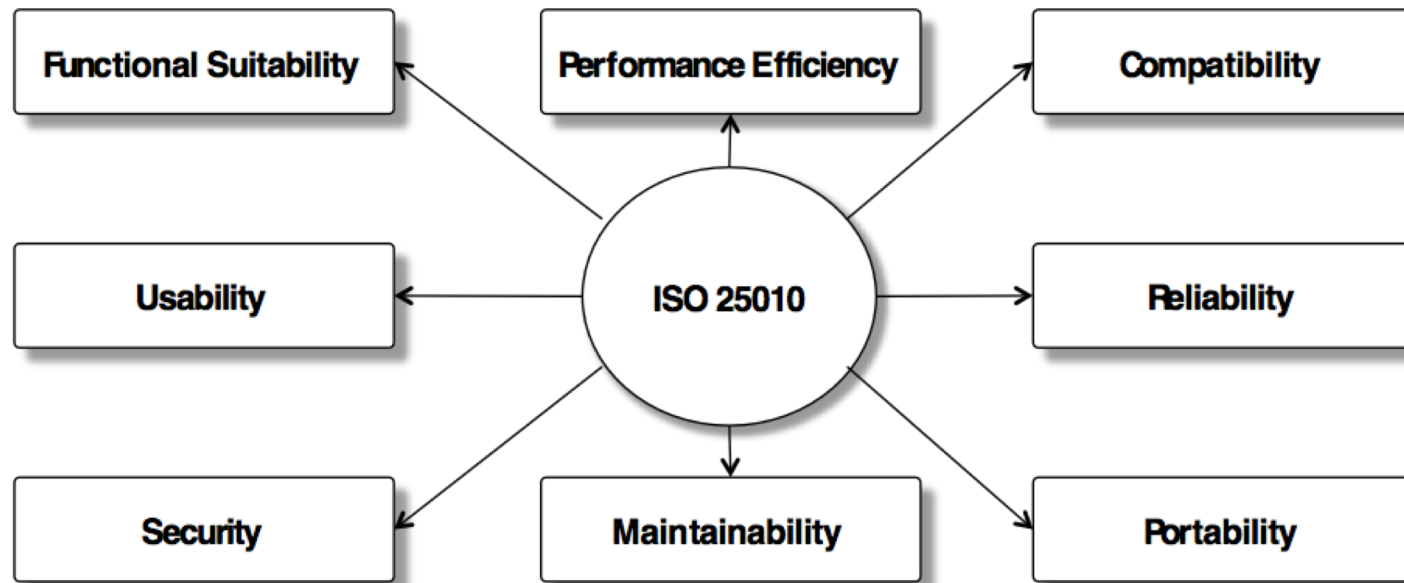 Functional Suitability
Performance Efficiency
Compatibility
Usability
ISO 25010
Reliability
Security
Maintainability
Portability